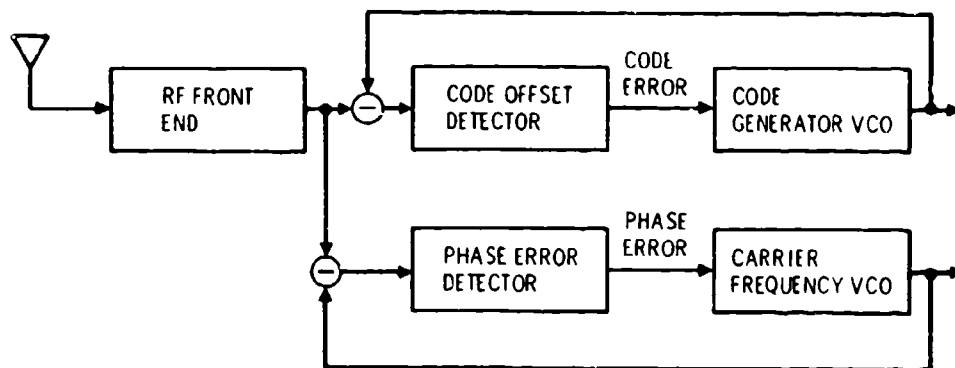 RF FRONT
END
CODE OFFSET
DETECTOR
CODE
ERROR
CODE
GENERATOR VCO
PHASE ERROR
DETECTOR
PHASE
ERROR
CARRIER
FREQUENCY VCO